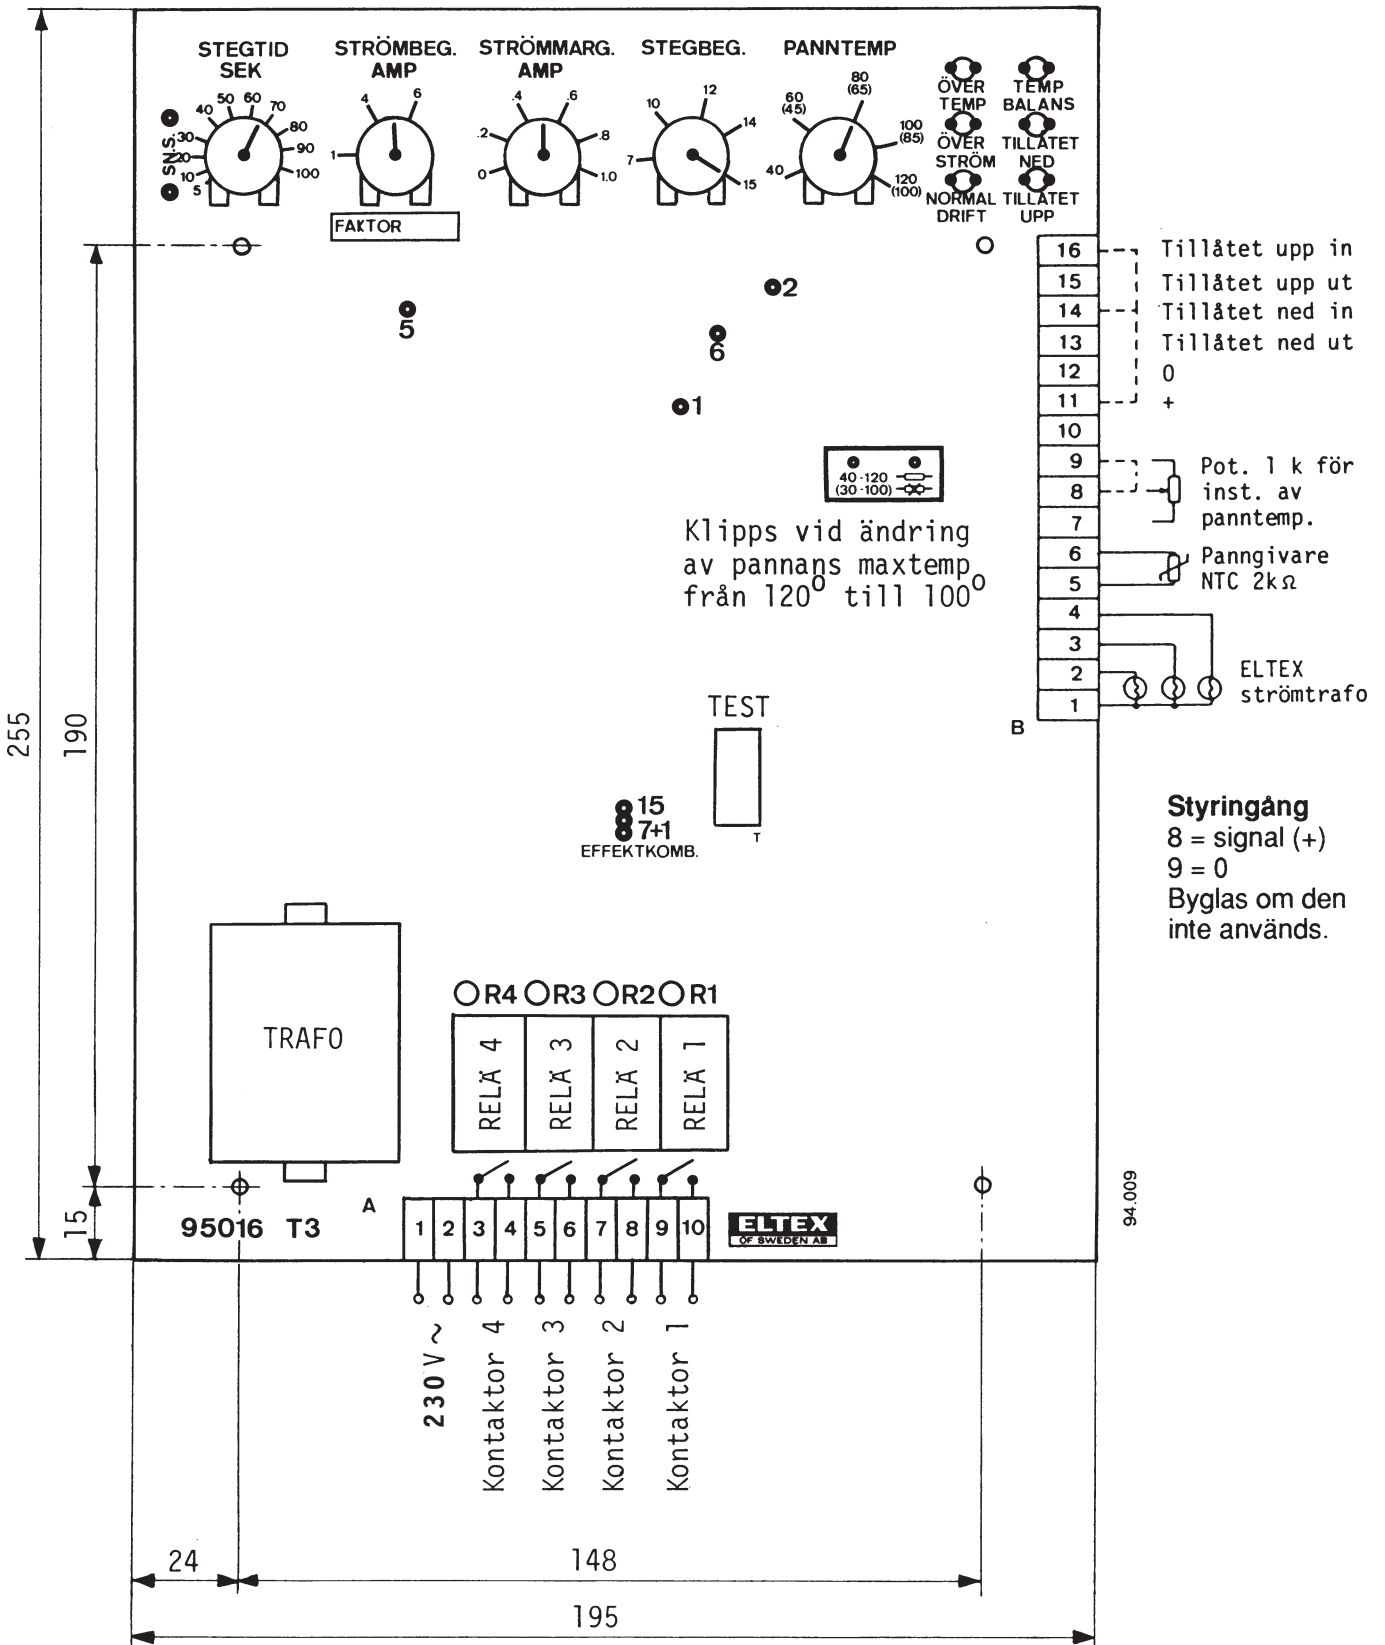 STEGTID
SEK
STRÖMBEG.
AMP
STRÖMMARG.
AMP
STEGBEG.
PANNTEMP
S.N.S.
5
10
20
30
40
50
60
70
80
90
100
1
4
6
0
.2
.4
.6
.8
1.0
7
10
12
14
15
40
60
(45)
80
(65)
100
(85)
120
(100)
ÖVER
TEMP
TEMP
BALANS
ÖVER
STRÖM
TILLÅTET
NED
NORMAL
DRIFT
TILLÅTET
UPP
FAKTOR
5
2
6
1
16 Tillåtet upp in
15 Tillåtet upp ut
14 Tillåtet ned in
13 Tillåtet ned ut
12 0
11 +
10
9
8
7
Pot. 1 k för
inst. av
panntemp.
6
5
Panngivare
NTC 2kΩ
4
3
2
1
ELTEX
strömtrafo
B
40-120
(30-100)
Klipps vid ändring
av pannans maxtemp
från 120° till 100°
TEST
T
15
7+1
EFFEKTKOMB.
Styringång
8 = signal (+)
9 = 0
Byglas om den
inte används.
TRAFO
R4 R3 R2 R1
RELÄ 4
RELÄ 3
RELÄ 2
RELÄ 1
A
95016 T3
1 2 3 4 5 6 7 8 9 10
ELTEX
OF SWEDEN AB
94.009
230V~
Kontaktor 4
Kontaktor 3
Kontaktor 2
Kontaktor 1
255
190
15
24
148
195